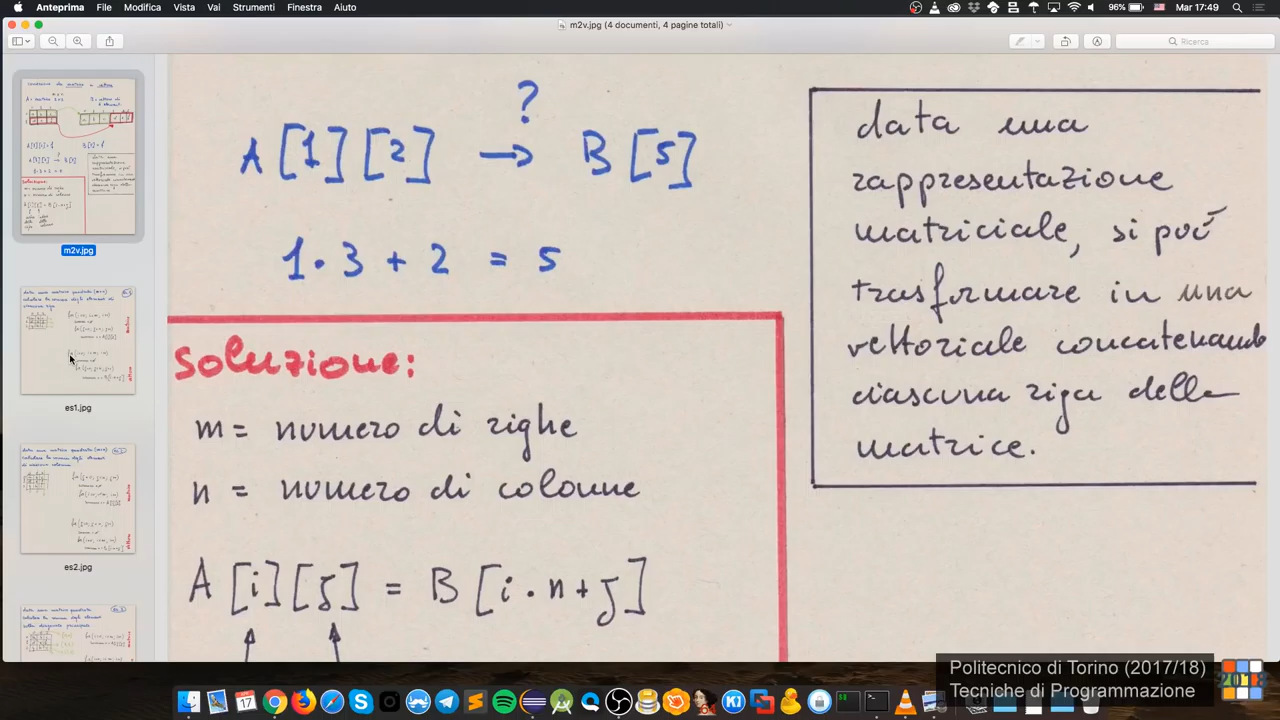 Anteprima File Modifica Vista Vai Strumenti Finestra Aiuto
96% Mar 17:49
m2v.jpg (4 documenti, 4 pagine totali)
Ricerca
m2v.jpg
es1.jpg
es2.jpg
?
A[1][2] → B[5]
1·3+2 = 5
soluzione:
m = numero di righe
n = numero di colonne
A[i][j] = B[i·n+j]
data una
rappresentazione
matriciale, si può
trasformare in una
vettoriale concatenando
ciascuna riga della
matrice.
Politecnico di Torino (2017/18)
Tecniche di Programmazione
2018